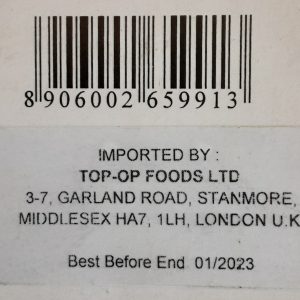 8 906002 659913
IMPORTED BY :
TOP-OP FOODS LTD
3-7, GARLAND ROAD, STANMORE,
MIDDLESEX HA7, 1LH, LONDON U.K
Best Before End 01/2023